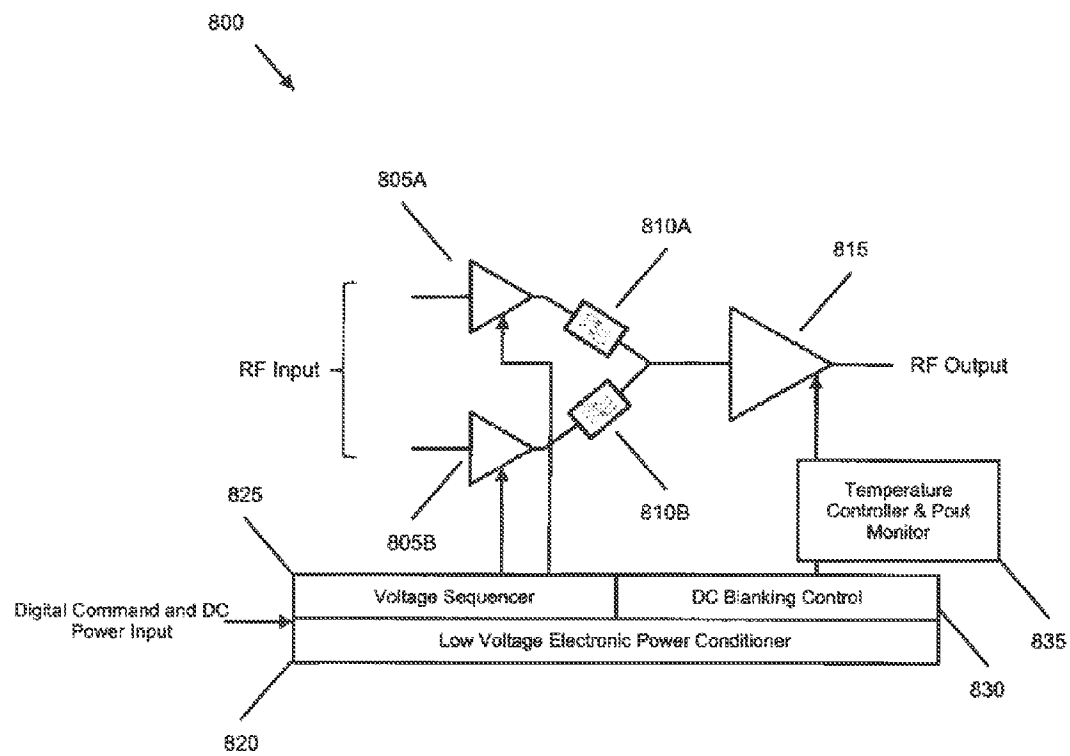 800
805A
810A
815
RF Input
RF Output
825
805B
810B
Temperature
Controller & Pout
Monitor
Digital Command and DC
Power Input
Voltage Sequencer
DC Blanking Control
835
Low Voltage Electronic Power Conditioner
830
820